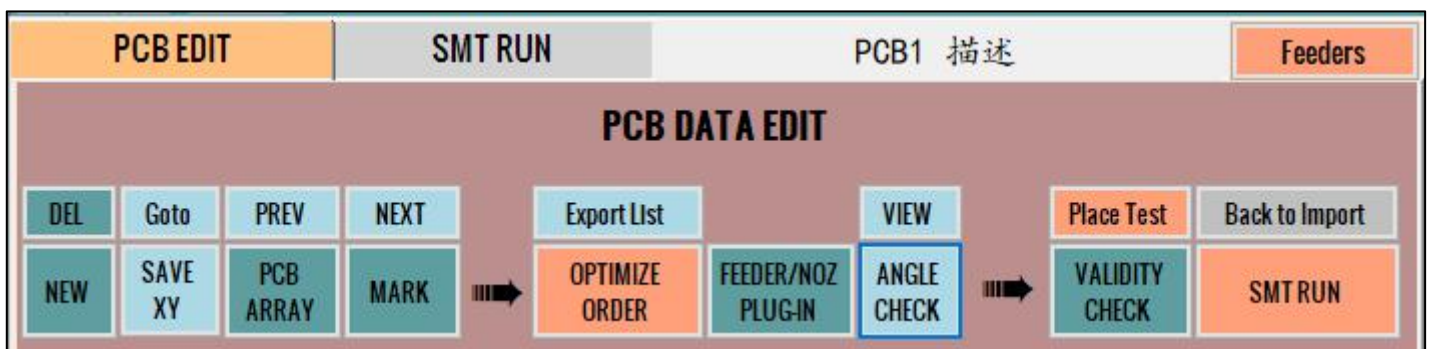 PCB EDIT SMT RUN PCB1 描述 Feeders
PCB DATA EDIT
DEL Goto PREV NEXT Export LIst VIEW Place Test Back to Import
NEW SAVE XY PCB ARRAY MARK OPTIMIZE ORDER FEEDER/NOZ PLUG-IN ANGLE CHECK VALIDITY CHECK SMT RUN